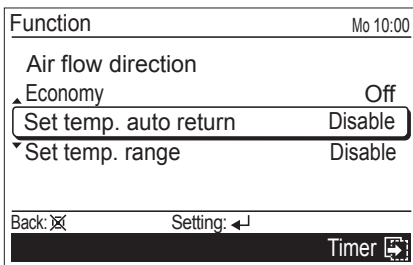 Function Mo 10:00
Air flow direction
Economy Off
Set temp. auto return Disable
Set temp. range Disable
Back: Setting:
Timer